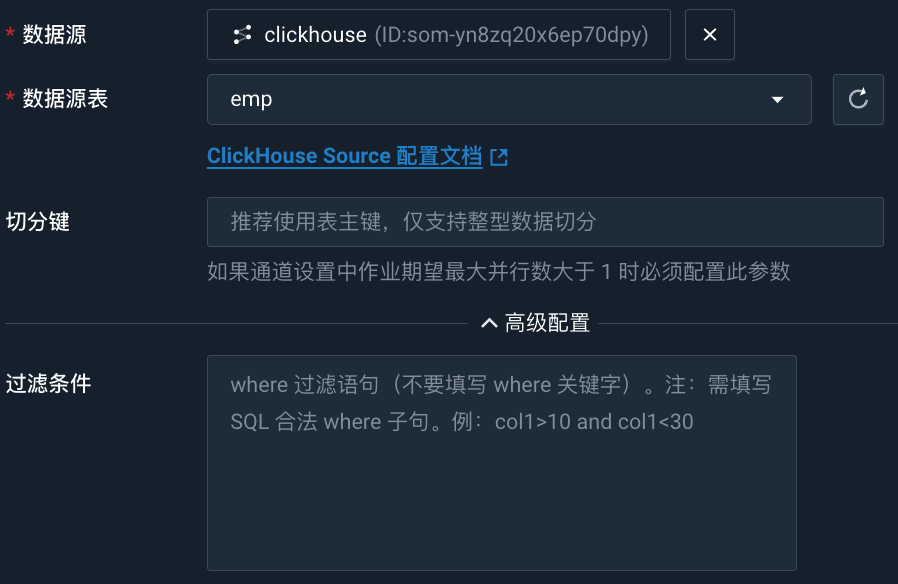 * 数据源
clickhouse (ID:som-yn8zq20x6ep70dpy)
* 数据源表
emp
ClickHouse Source 配置文档
切分键
推荐使用表主键，仅支持整型数据切分
如果通道设置中作业期望最大并行数大于 1 时必须配置此参数
高级配置
过滤条件
where 过滤语句（不要填写 where 关键字）。注：需填写
SQL 合法 where 子句。例：col1>10 and col1<30